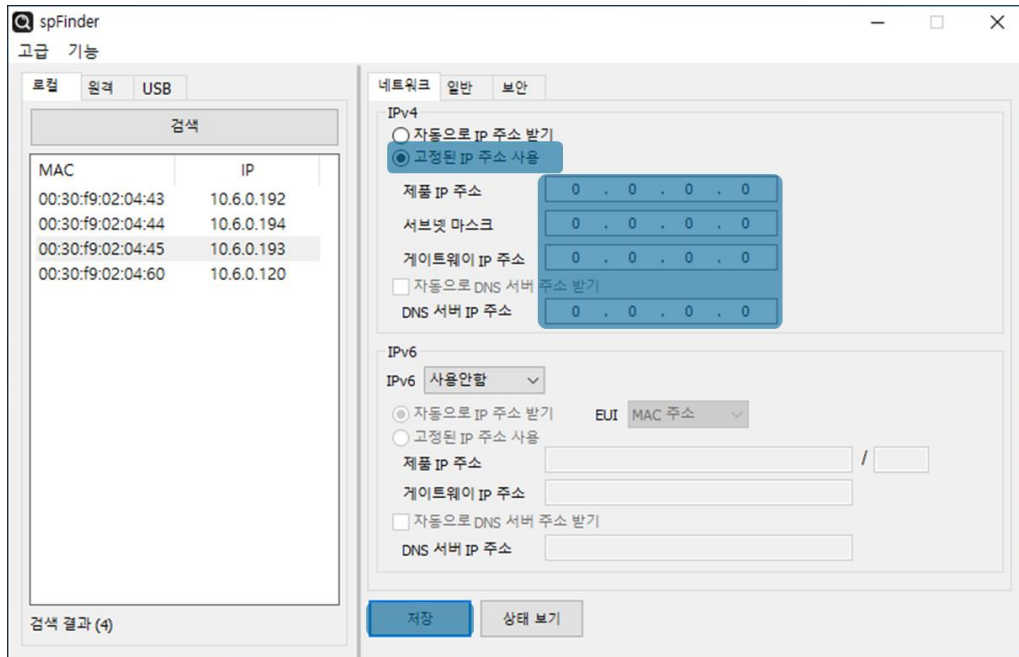 spFinder
고급 기능
로컬 원격 USB
검색
MAC IP
00:30:f9:02:04:43 10.6.0.192
00:30:f9:02:04:44 10.6.0.194
00:30:f9:02:04:45 10.6.0.193
00:30:f9:02:04:60 10.6.0.120
검색 결과 (4)
네트워크 일반 보안
IPv4
자동으로 IP 주소 받기
고정된 IP 주소 사용
제품 IP 주소 0 . 0 . 0 . 0
서브넷 마스크 0 . 0 . 0 . 0
게이트웨이 IP 주소 0 . 0 . 0 . 0
자동으로 DNS 서버 주소 받기
DNS 서버 IP 주소 0 . 0 . 0 . 0
IPv6
IPv6 사용안함
자동으로 IP 주소 받기 EUI MAC 주소
고정된 IP 주소 사용
제품 IP 주소 /
게이트웨이 IP 주소
자동으로 DNS 서버 주소 받기
DNS 서버 IP 주소
저장 상태 보기